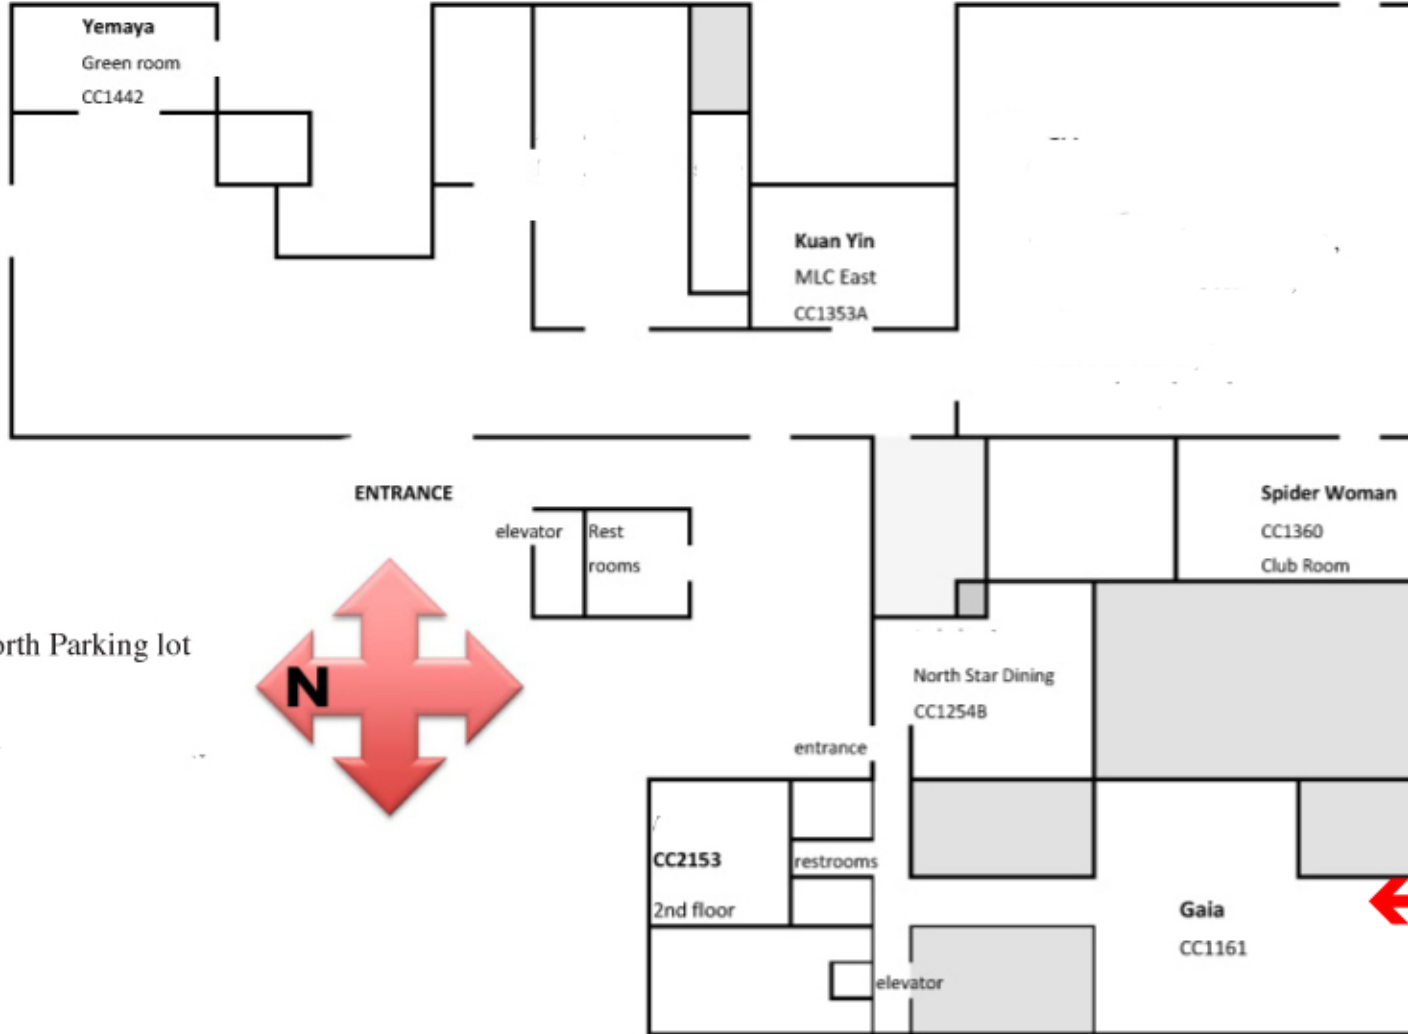 Yemaya
Green room
CC1442
Kuan Yin
MLC East
CC1353A
ENTRANCE
elevator
Rest
rooms
Spider Woman
CC1360
Club Room
Parking lot
N
North Star Dining
CC1254B
entrance
CC2153
2nd floor
restrooms
Gaia
CC1161
elevator